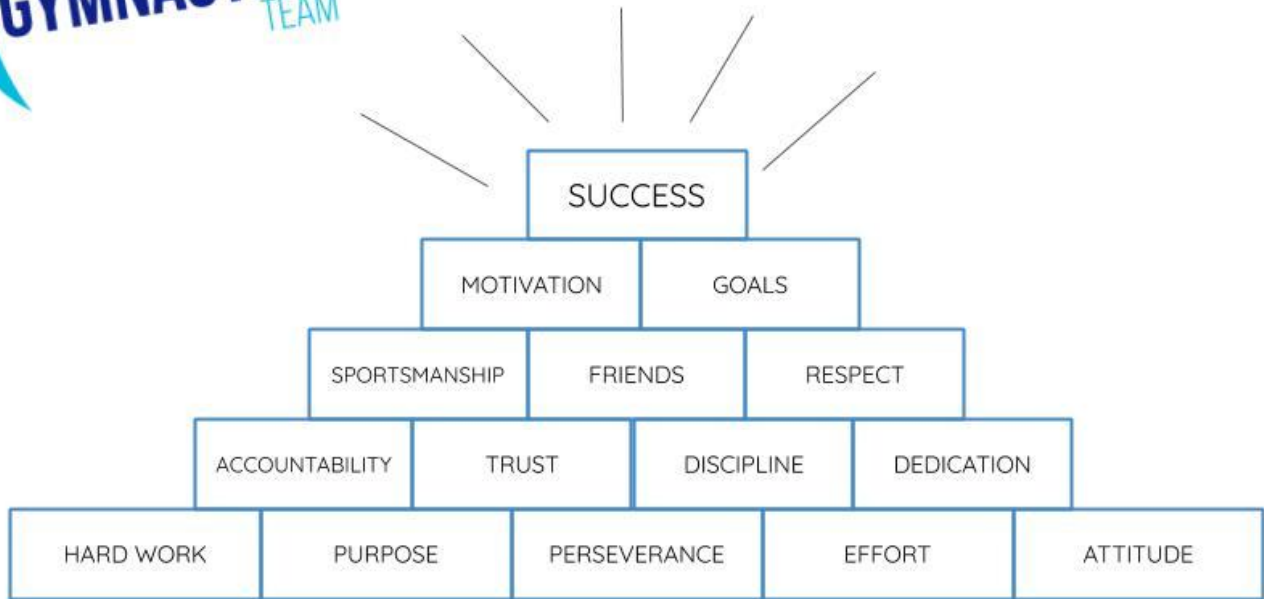 TEAM
SUCCESS
MOTIVATION GOALS
SPORTSMANSHIP FRIENDS RESPECT
ACCOUNTABILITY TRUST DISCIPLINE DEDICATION
HARD WORK PURPOSE PERSEVERANCE EFFORT ATTITUDE